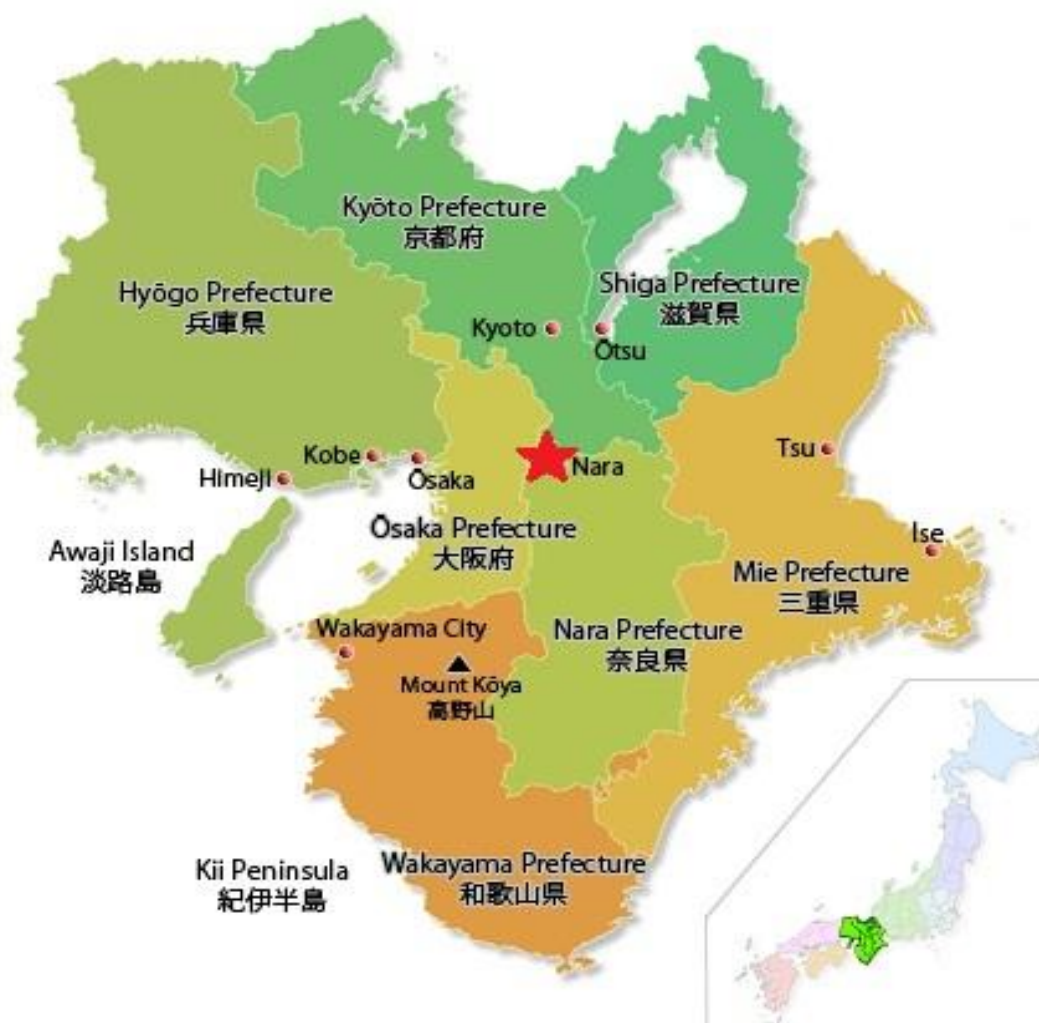 Kyōto Prefecture
京都府
Hyōgo Prefecture
兵庫県
Shiga Prefecture
滋賀県
Kyoto
Ōtsu
Kobe
Ōsaka
Himeji
Nara
Tsu
Ōsaka Prefecture
大阪府
Awaji Island
淡路島
Ise
Mie Prefecture
三重県
Wakayama City
Nara Prefecture
奈良県
Mount Kōya
高野山
Kii Peninsula
紀伊半島
Wakayama Prefecture
和歌山県